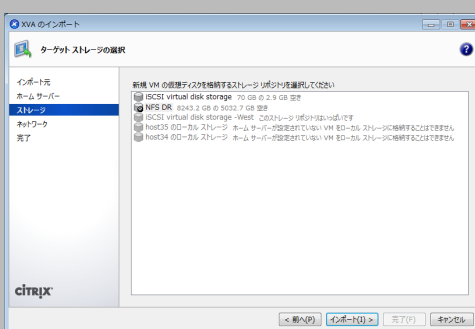 XVA のインポート
ターゲット ストレージの選択
インポート元
ホーム サーバー
ストレージ
ネットワーク
完了
新規 VM の仮想ディスクを格納するストレージ リポジトリを選択してください
iSCSI virtual disk storage 70 GB の 2.9 GB 空き
NFS DR 8243.2 GB の 5032.7 GB 空き
iSCSI virtual disk storage -West このストレージ リポジトリはいっぱいです
host35 のローカル ストレージ ホーム サーバーが設定されていない VM をローカル ストレージに格納することはできません
host34 のローカル ストレージ ホーム サーバーが設定されていない VM をローカル ストレージに格納することはできません
CITRIX
< 前へ(P) インポート(I) > 完了(F) キャンセル